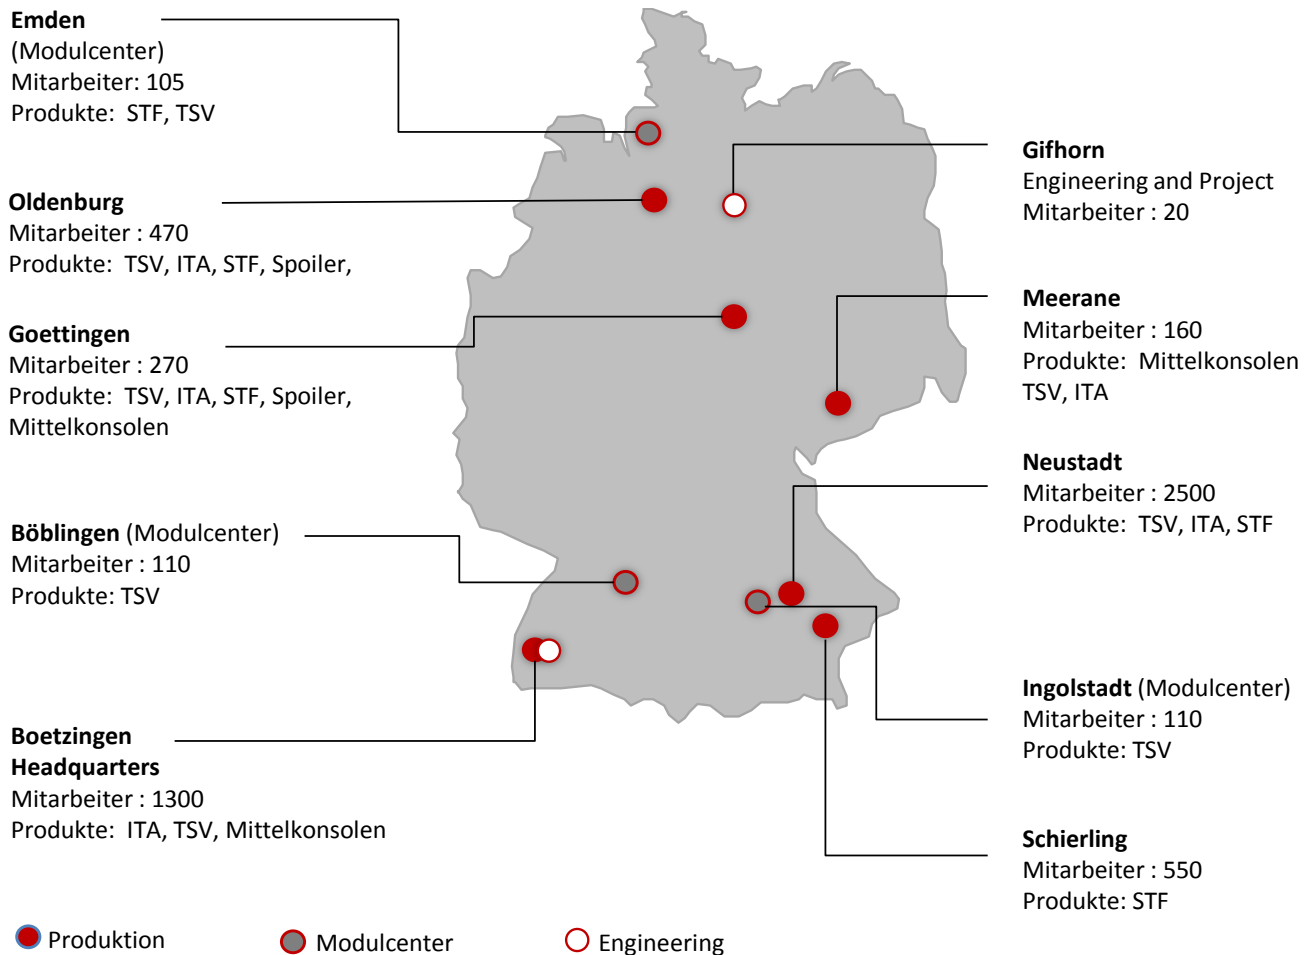 Emden
(Modulcenter)
Mitarbeiter: 105
Produkte: STF, TSV
Oldenburg
Mitarbeiter : 470
Produkte: TSV, ITA, STF, Spoiler,
Goettingen
Mitarbeiter : 270
Produkte: TSV, ITA, STF, Spoiler,
Mittelkonsolen
Böblingen (Modulcenter)
Mitarbeiter : 110
Produkte: TSV
Boetzingen
Headquarters
Mitarbeiter : 1300
Produkte: ITA, TSV, Mittelkonsolen
Gifhorn
Engineering and Project
Mitarbeiter : 20
Meerane
Mitarbeiter : 160
Produkte: Mittelkonsolen
TSV, ITA
Neustadt
Mitarbeiter : 2500
Produkte: TSV, ITA, STF
Ingolstadt (Modulcenter)
Mitarbeiter : 110
Produkte: TSV
Schierling
Mitarbeiter : 550
Produkte: STF
Produktion
Modulcenter
Engineering